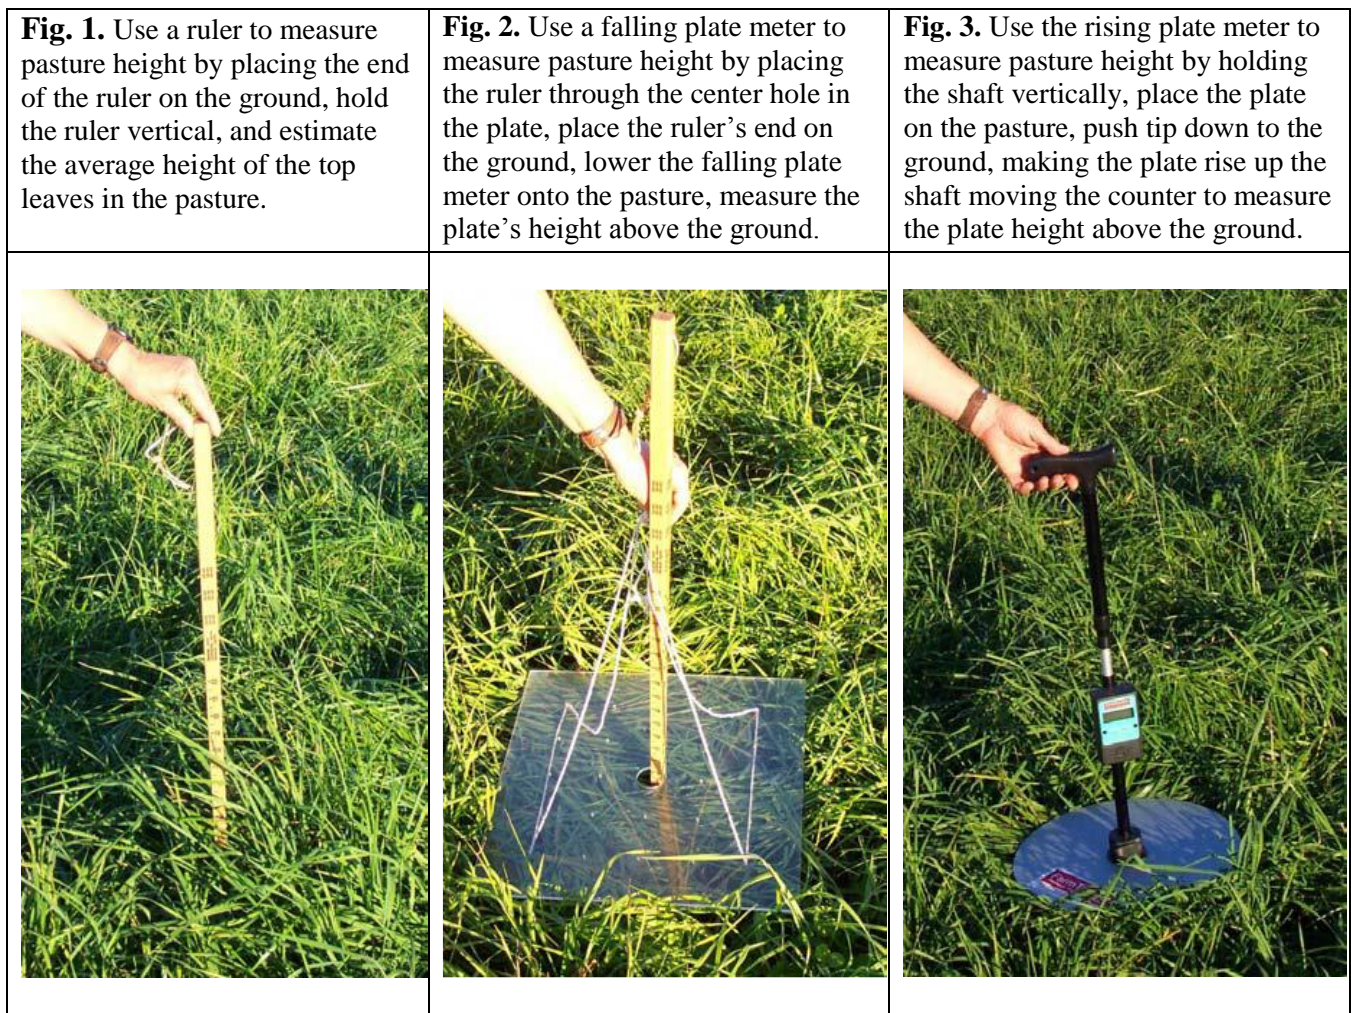 Fig. 1. Use a ruler to measure
pasture height by placing the end
of the ruler on the ground, hold
the ruler vertical, and estimate
the average height of the top
leaves in the pasture.
Fig. 2. Use a falling plate meter to
measure pasture height by placing
the ruler through the center hole in
the plate, place the ruler’s end on
the ground, lower the falling plate
meter onto the pasture, measure the
plate’s height above the ground.
Fig. 3. Use the rising plate meter to
measure pasture height by holding
the shaft vertically, place the plate
on the pasture, push tip down to the
ground, making the plate rise up the
shaft moving the counter to measure
the plate height above the ground.